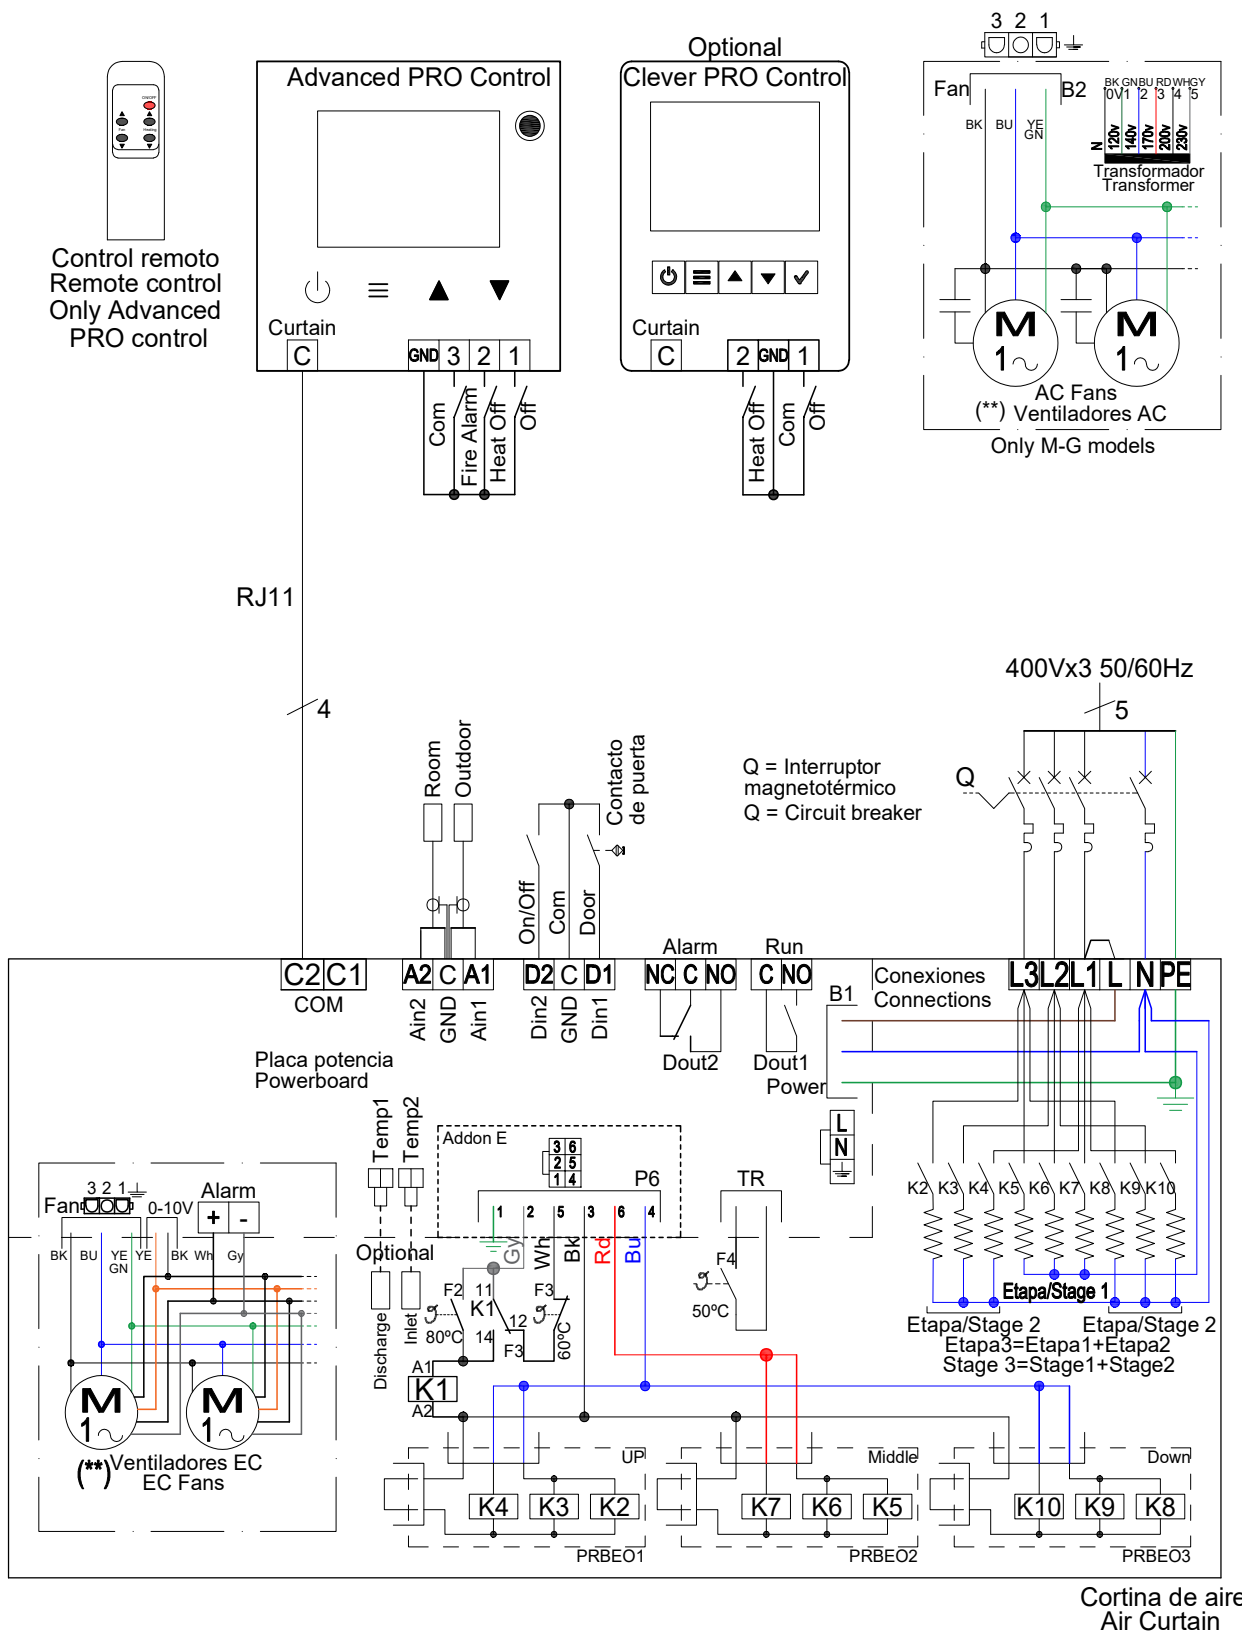 ON/OFF
Fan
Heating
Control remoto
Remote control
Only Advanced
PRO control
Advanced PRO Control
Curtain
C
GND 3 2 1
Com
Fire Alarm
Heat Off
Off
Optional
Clever PRO Control
Curtain
C
2 GND 1
Heat Off
Com
Off
3 2 1
Fan
B2
BK BU YE
GN
BK GN BU RD WH GY
0V 1 2 3 4 5
N
120v
140v
170v
200v
230v
Transformador
Transformer
M
1
M
1
AC Fans
(**) Ventiladores AC
Only M-G models
RJ11
4
400Vx3 50/60Hz
5
Q
Q = Interruptor
magnetotérmico
Q = Circuit breaker
Room
Outdoor
On/Off
Com
Door
Contacto
de puerta
C2 C1
COM
A2 C A1
Ain2
GND
Ain1
D2 C D1
Din2
GND
Din1
Alarm
NC C NO
Dout2
Run
C NO
Dout1
Conexiones
Connections
B1
Power
L3 L2 L1 L N PE
L
N
Placa potencia
Powerboard
Temp1
Temp2
Optional
Discharge
Inlet
Addon E
3 6
2 5
1 4
P6
1 2 5 3 6 4
Gy
Wh
Bk
Rd
Bu
TR
F4
50ºC
F2
80ºC
11
K1
12
14
F3
F3
60ºC
A1
K1
A2
K2 K3 K4 K5 K6 K7 K8 K9 K10
Etapa/Stage 1
Etapa/Stage 2
Etapa/Stage 2
Etapa3=Etapa1+Etapa2
Stage 3=Stage1+Stage2
Fan
3 2 1
0-10V
Alarm
+ -
BK BU YE
GN
YE BK Wh Gy
M
1
M
1
(**) Ventiladores EC
EC Fans
UP
K4 K3 K2
PRBEO1
Middle
K7 K6 K5
PRBEO2
Down
K10 K9 K8
PRBEO3
Cortina de aire
Air Curtain